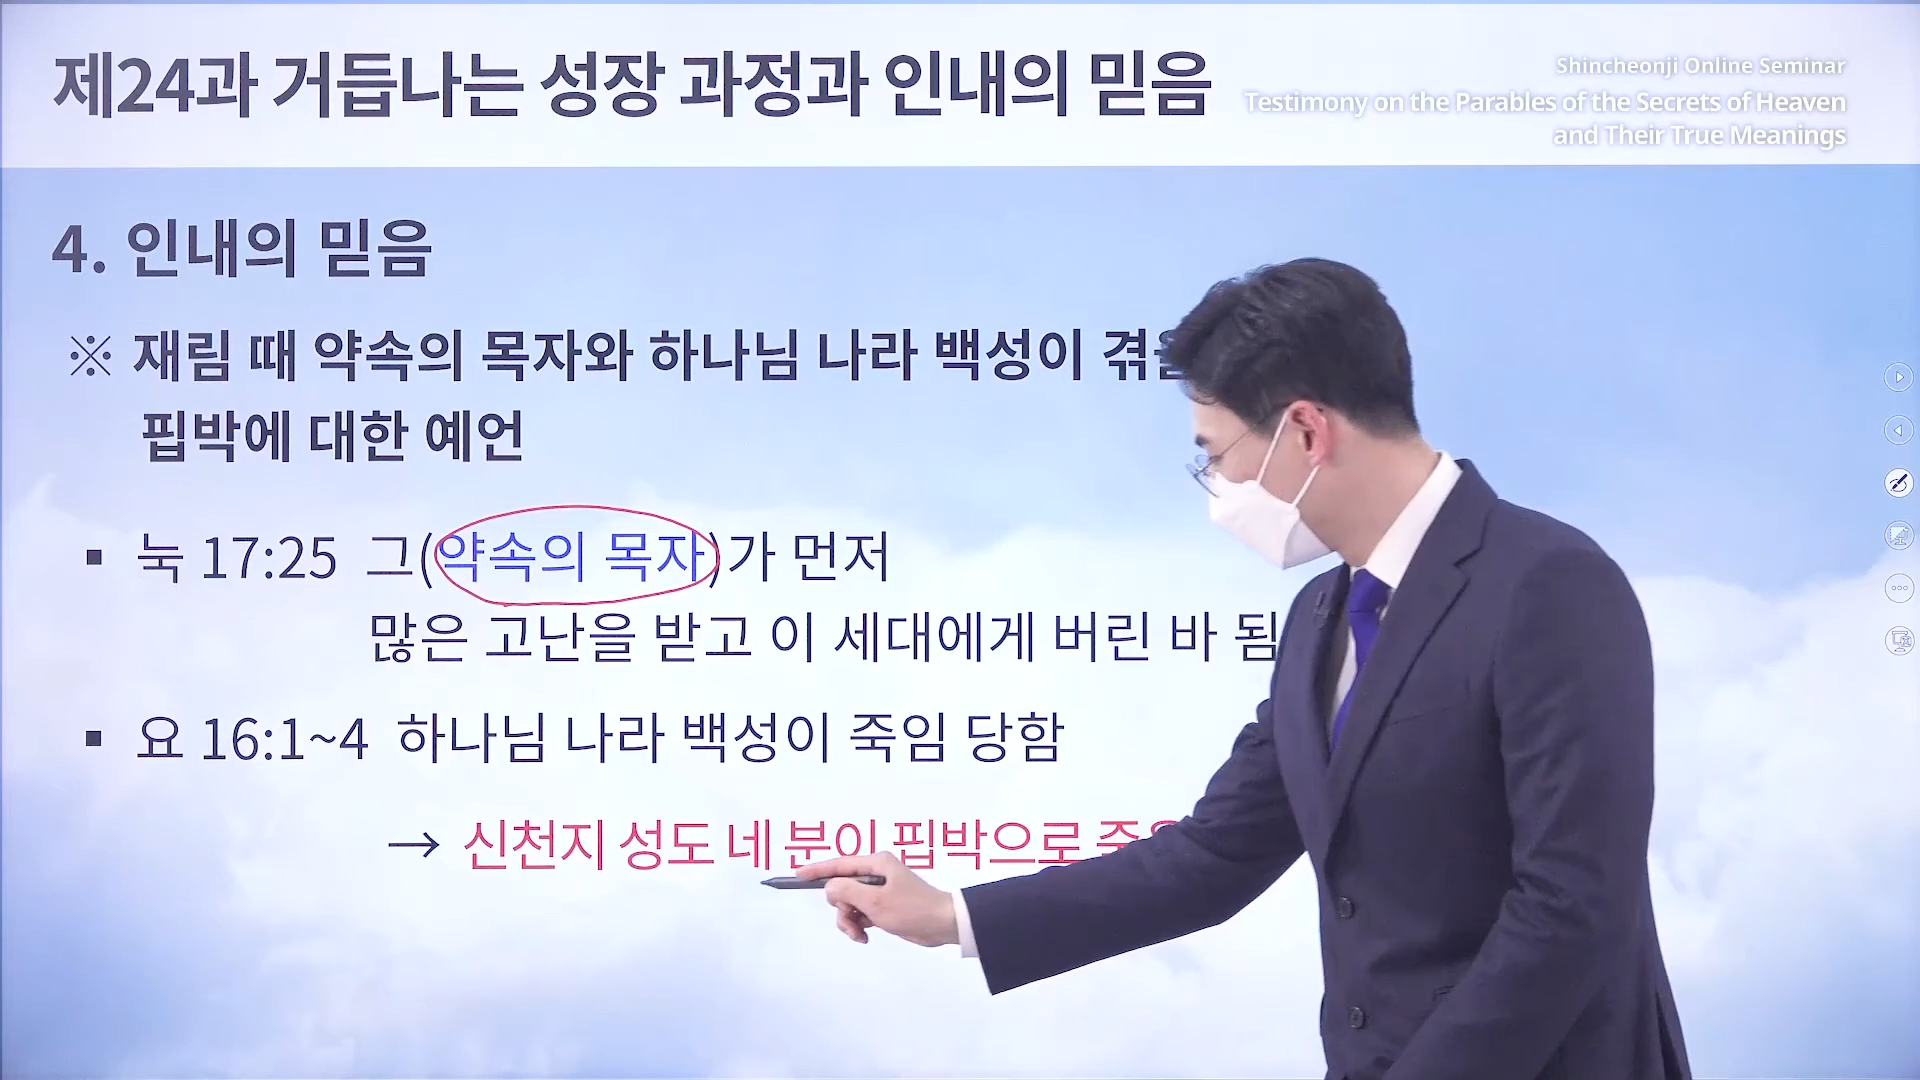 제24과 거듭나는 성장 과정과 인내의 믿음
Shincheonji Online Seminar
Testimony on the Parables of the Secrets of Heaven
and Their True Meanings
4. 인내의 믿음
※ 재림 때 약속의 목자와 하나님 나라 백성이
핍박에 대한 예언
▪ 눅 17:25 그(약속의 목자)가 먼저
많은 고난을 받고 이 세대에게 버린 바 됨
▪ 요 16:1~4 하나님 나라 백성이 죽임 당함
→ 신천지 성도 네 분이 핍박으로